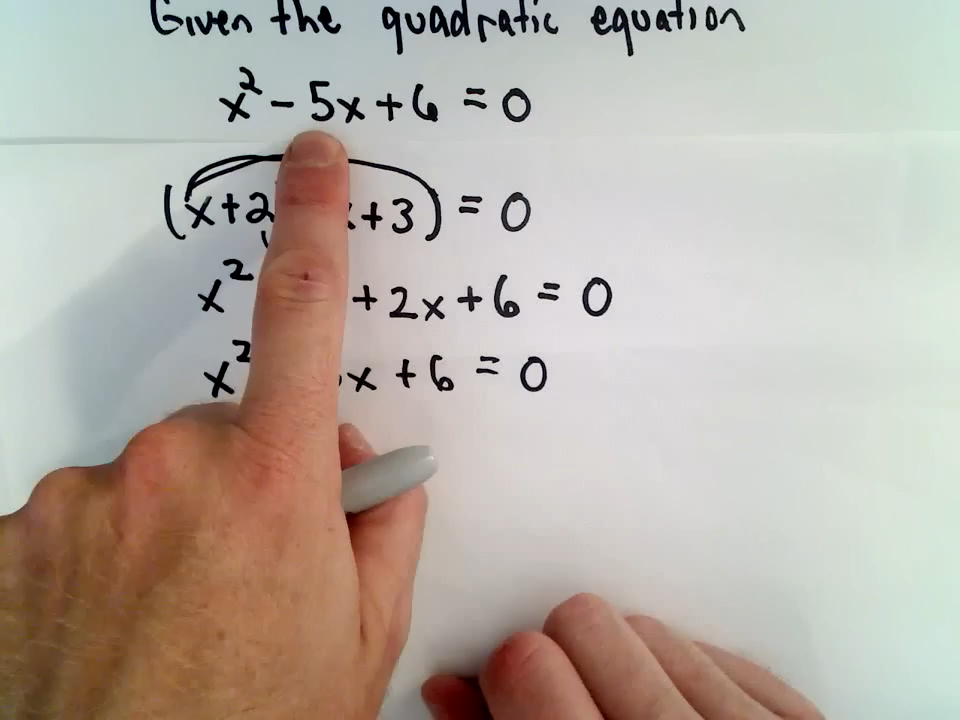 Given the quadratic equation
x² - 5x + 6 = 0
(x+2 x+3) = 0
x² + 2x + 6 = 0
x² x + 6 = 0